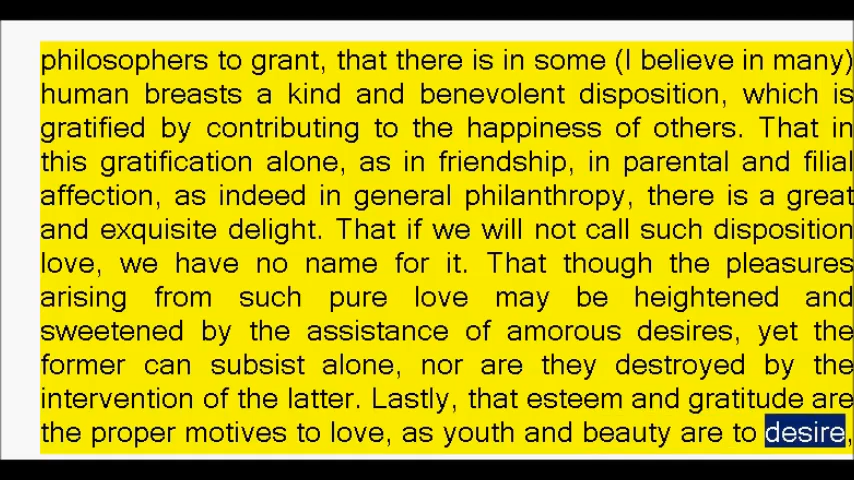 philosophers to grant, that there is in some (I believe in many)
human breasts a kind and benevolent disposition, which is
gratified by contributing to the happiness of others. That in
this gratification alone, as in friendship, in parental and filial
affection, as indeed in general philanthropy, there is a great
and exquisite delight. That if we will not call such disposition
love, we have no name for it. That though the pleasures
arising from such pure love may be heightened and
sweetened by the assistance of amorous desires, yet the
former can subsist alone, nor are they destroyed by the
intervention of the latter. Lastly, that esteem and gratitude are
the proper motives to love, as youth and beauty are to desire,